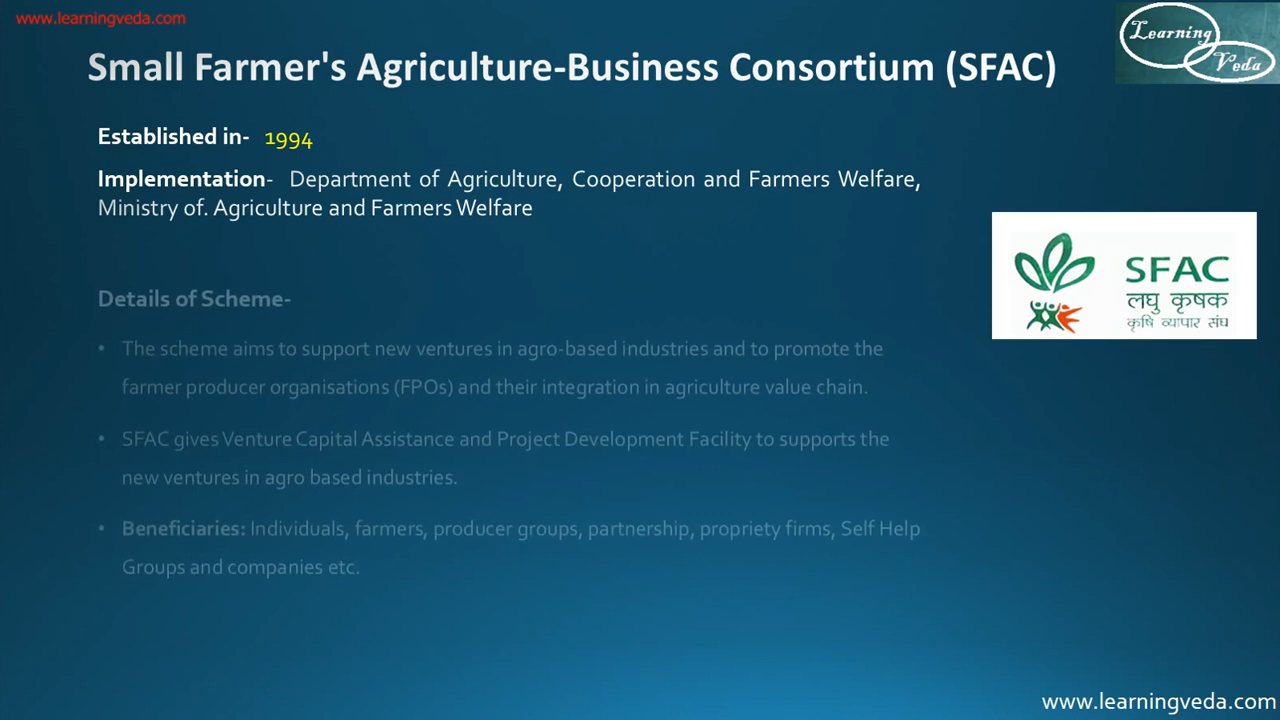 www.learningveda.com
Learning
Veda
Small Farmer's Agriculture-Business Consortium (SFAC)
Established in- 1994
Implementation- Department of Agriculture, Cooperation and Farmers Welfare,
Ministry of. Agriculture and Farmers Welfare
SFAC
लघु कृषक
कृषि व्यापार संघ
Details of Scheme-
• The scheme aims to support new ventures in agro-based industries and to promote the
farmer producer organisations (FPOs) and their integration in agriculture value chain.
• SFAC gives Venture Capital Assistance and Project Development Facility to supports the
new ventures in agro based industries.
• Beneficiaries: Individuals, farmers, producer groups, partnership, propriety firms, Self Help
Groups and companies etc.
www.learningveda.com